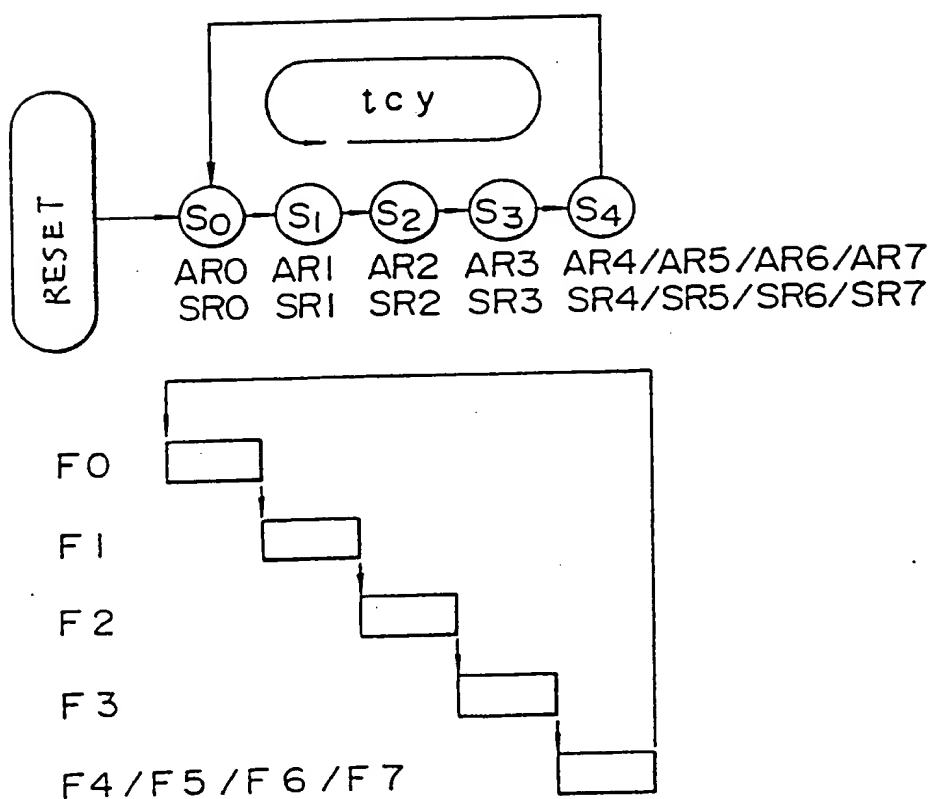 tcy
RESET
S0 S1 S2 S3 S4
AR0 AR1 AR2 AR3 AR4/AR5/AR6/AR7
SR0 SR1 SR2 SR3 SR4/SR5/SR6/SR7
F0
F1
F2
F3
F4/F5/F6/F7